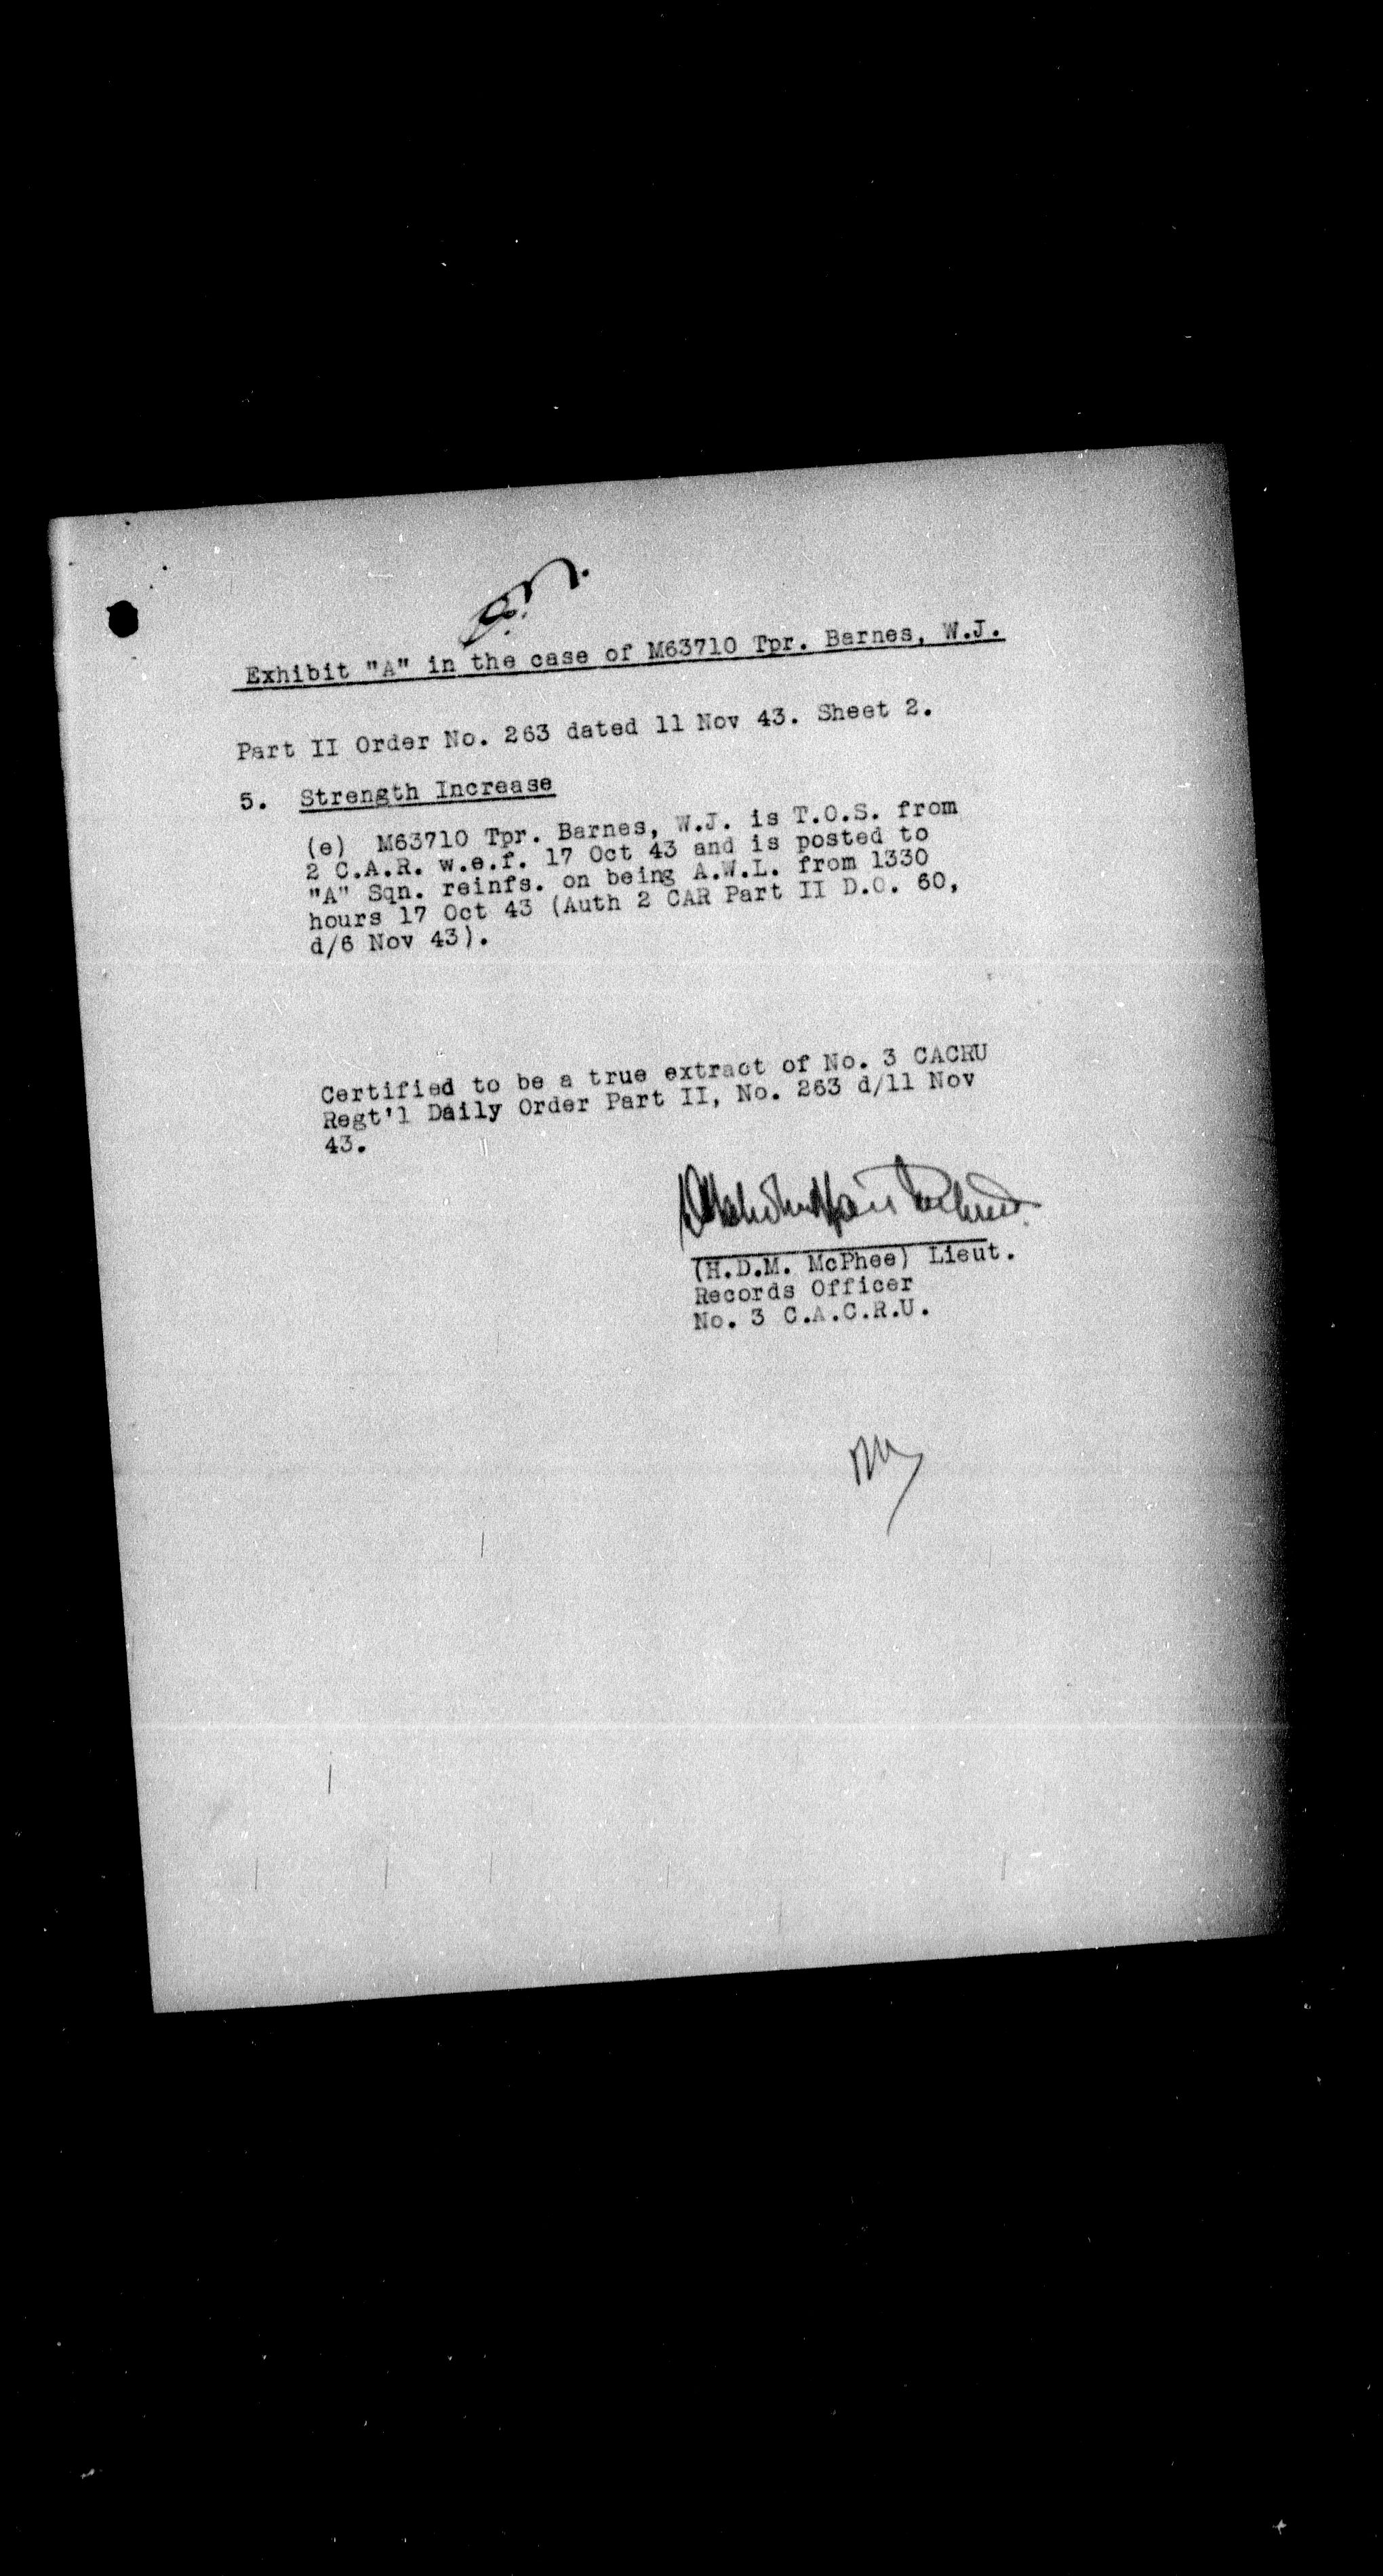 Exhibit "A" in the case of M63710 Tpr. Barnes, W.J.
Part II Order No. 263 dated 11 Nov 43. Sheet 2.
5. Strength Increase
(e) M63710 Tpr. Barnes, W.J. is T.O.S. from
2 C.A.R. w.e.f. 17 Oct 43 and is posted to
"A" Sqn. reinfs. on being A.W.L. from 1330
hours 17 Oct 43 (Auth 2 CAR Part II D.O. 60,
d/6 Nov 43).
Certified to be a true extract of No. 3 CACRU
Regt'l Daily Order Part II, No. 263 d/11 Nov
43.
(H.D.M. McPhee) Lieut.
Records Officer
No. 3 C.A.C.R.U.